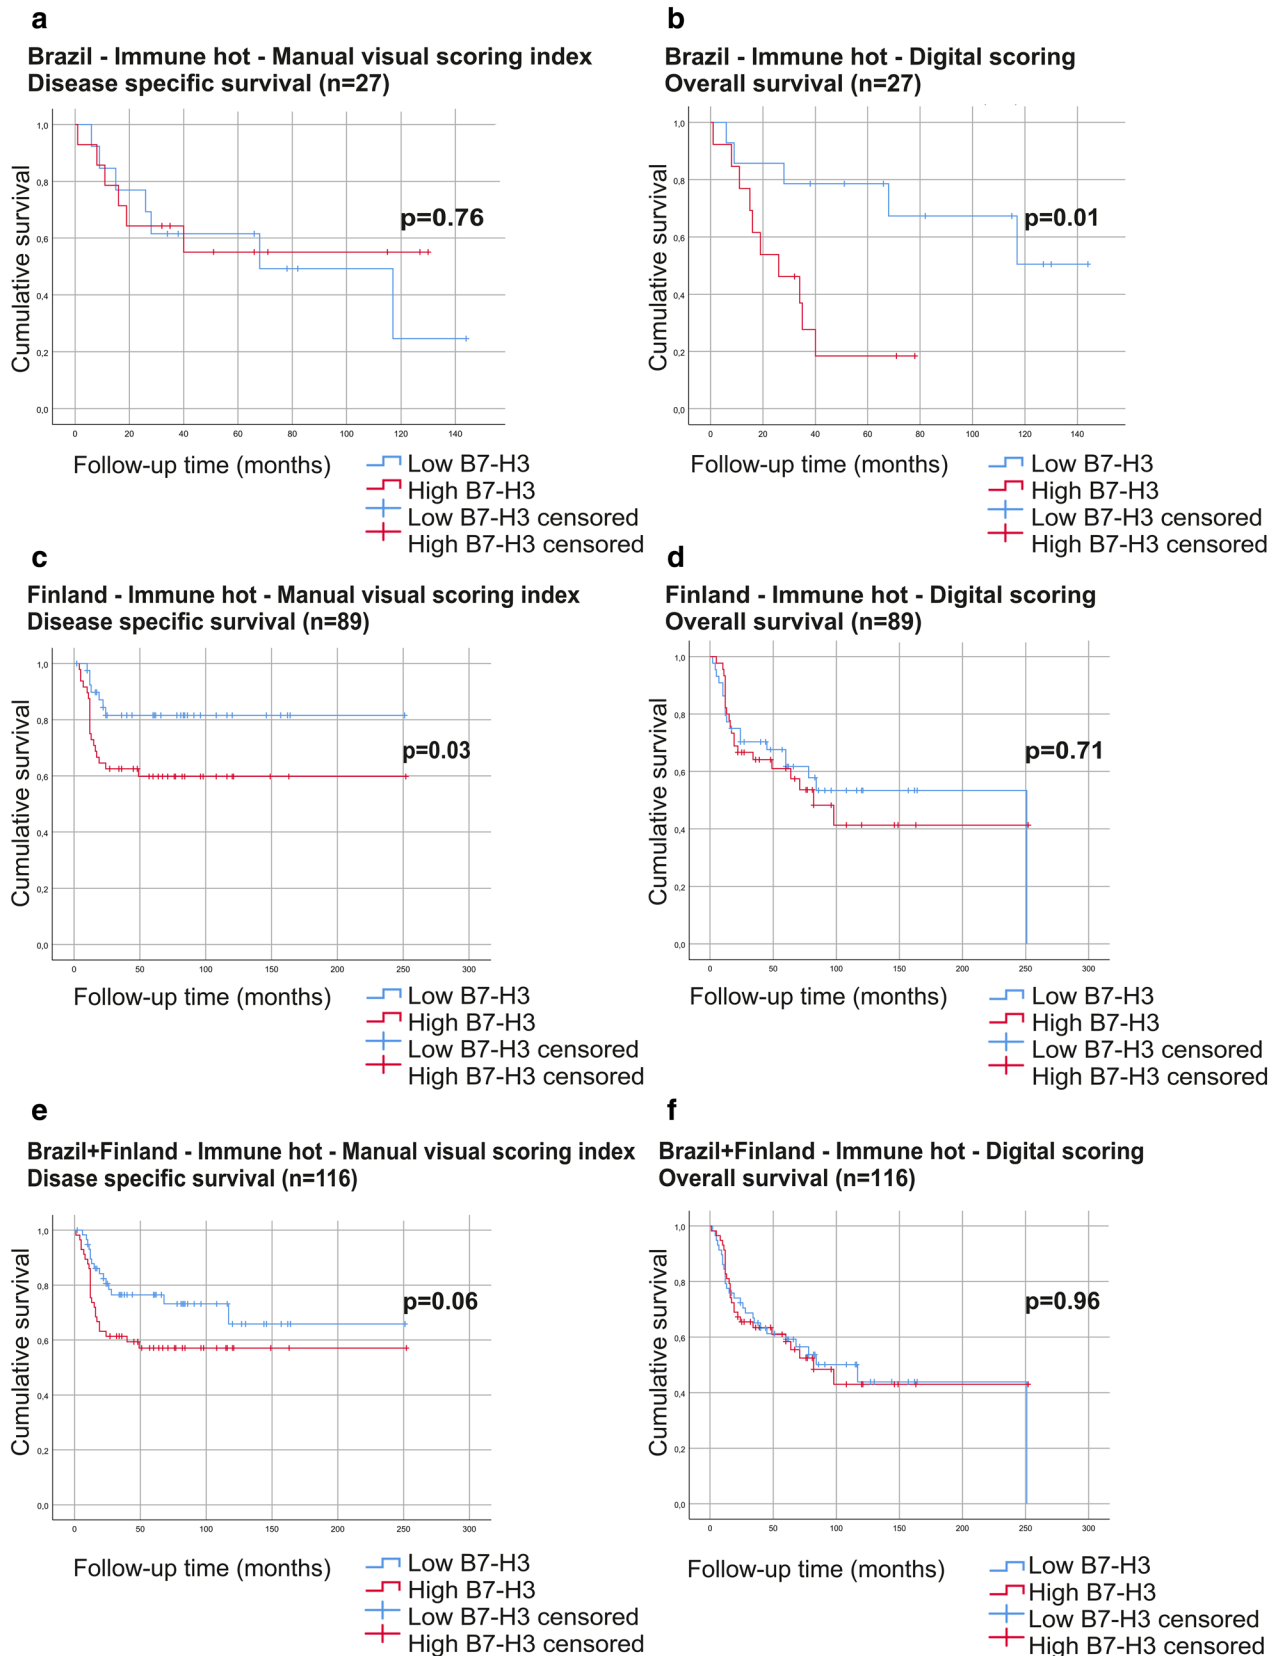 a
Brazil - Immune hot - Manual visual scoring index
Disease specific survival (n=27)
Cumulative survival
1,0
0,8
0,6
0,4
0,2
0,0
p=0.76
0 20 40 60 80 100 120 140
Follow-up time (months)
Low B7-H3
High B7-H3
Low B7-H3 censored
High B7-H3 censored
b
Brazil - Immune hot - Digital scoring
Overall survival (n=27)
Cumulative survival
1,0
0,8
0,6
0,4
0,2
0,0
p=0.01
0 20 40 60 80 100 120 140
Follow-up time (months)
Low B7-H3
High B7-H3
Low B7-H3 censored
High B7-H3 censored
c
Finland - Immune hot - Manual visual scoring index
Disease specific survival (n=89)
Cumulative survival
1,0
0,8
0,6
0,4
0,2
0,0
p=0.03
0 50 100 150 200 250 300
Follow-up time (months)
Low B7-H3
High B7-H3
Low B7-H3 censored
High B7-H3 censored
d
Finland - Immune hot - Digital scoring
Overall survival (n=89)
Cumulative survival
1,0
0,8
0,6
0,4
0,2
0,0
p=0.71
0 50 100 150 200 250 300
Follow-up time (months)
Low B7-H3
High B7-H3
Low B7-H3 censored
High B7-H3 censored
e
Brazil+Finland - Immune hot - Manual visual scoring index
Disase specific survival (n=116)
Cumulative survival
1,0
0,8
0,6
0,4
0,2
0,0
p=0.06
0 50 100 150 200 250 300
Follow-up time (months)
Low B7-H3
High B7-H3
Low B7-H3 censored
High B7-H3 censored
f
Brazil+Finland - Immune hot - Digital scoring
Overall survival (n=116)
Cumulative survival
1,0
0,8
0,6
0,4
0,2
0,0
p=0.96
0 50 100 150 200 250 300
Follow-up time (months)
Low B7-H3
High B7-H3
Low B7-H3 censored
High B7-H3 censored